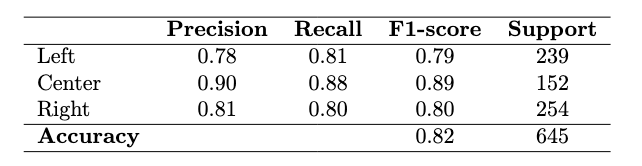 Precision Recall F1-score Support
Left 0.78 0.81 0.79 239
Center 0.90 0.88 0.89 152
Right 0.81 0.80 0.80 254
Accuracy 0.82 645